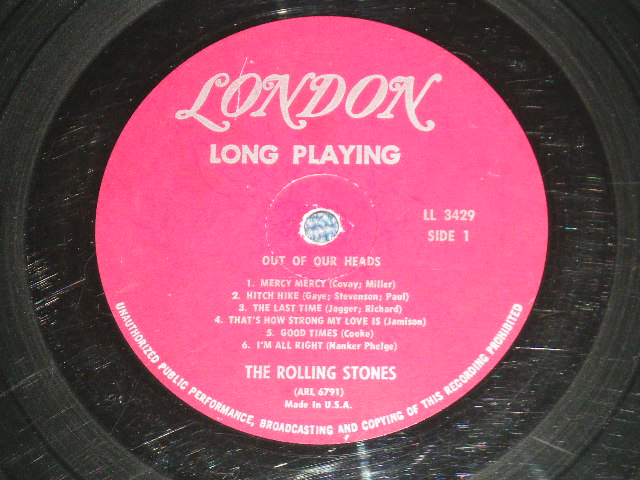 LONDON
LONG PLAYING
LL 3429
SIDE 1
OUT OF OUR HEADS
1. MERCY MERCY (Covay; Miller)
2. HITCH HIKE (Gaye; Stevenson; Paul)
3. THE LAST TIME (Jagger; Richard)
4. THAT'S HOW STRONG MY LOVE IS (Jamison)
5. GOOD TIMES (Cooke)
6. I'M ALL RIGHT (Nanker Phelge)
THE ROLLING STONES
(ARL 6791)
Made In U.S.A.
UNAUTHORIZED PUBLIC PERFORMANCE, BROADCASTING AND COPYING OF THIS RECORDING PROHIBITED